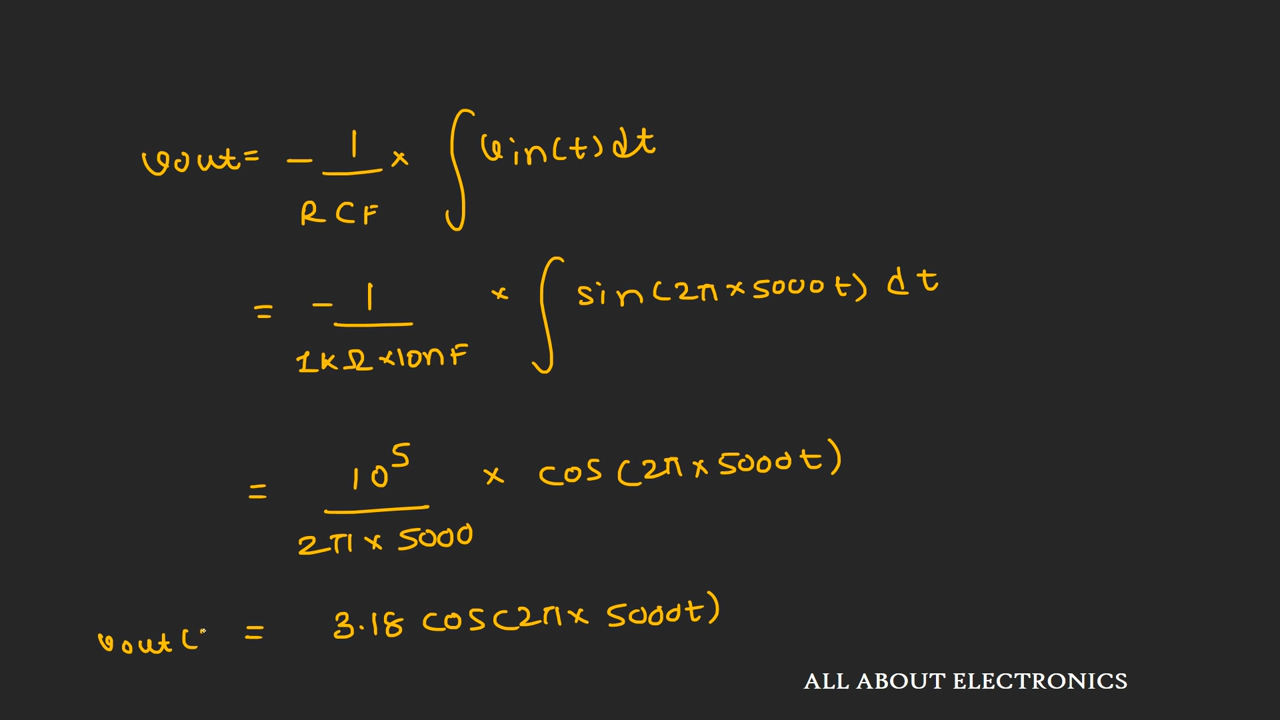 vout = - 1/RCF × ∫ vin(t) dt
= - 1/1KΩ × 10nF × ∫ sin(2π × 5000t) dt
= 10^5/2π × 5000 × cos(2π × 5000t)
vout( = 3.18 cos(2π × 5000t)
ALL ABOUT ELECTRONICS